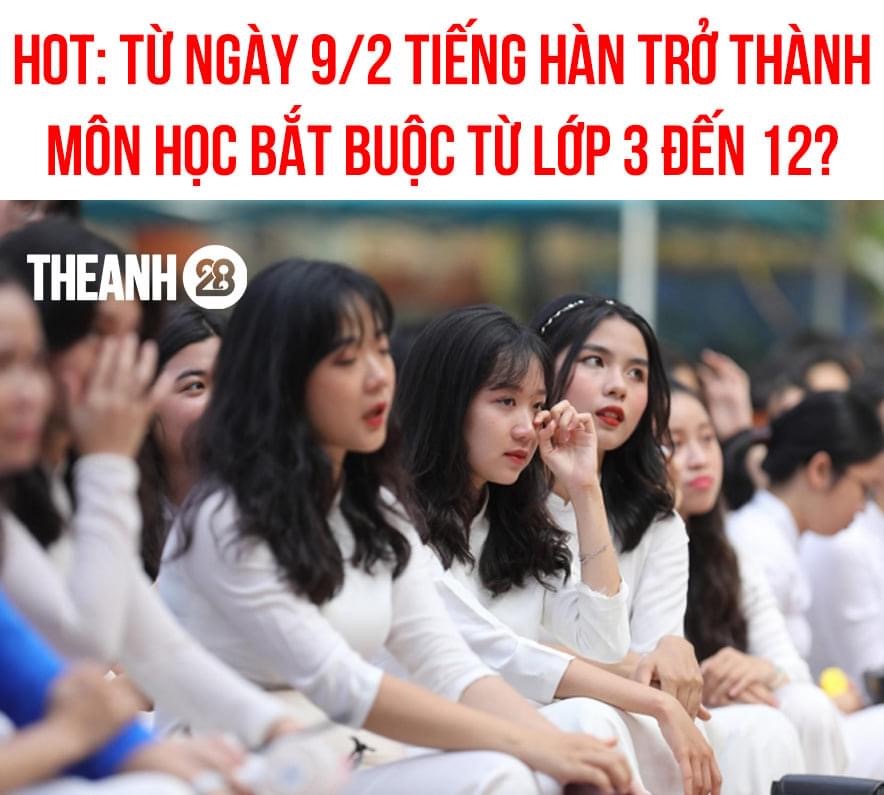 HOT: TỪ NGÀY 9/2 TIẾNG HÀN TRỞ THÀNH
MÔN HỌC BẮT BUỘC TỪ LỚP 3 ĐẾN 12?
THEANH 28